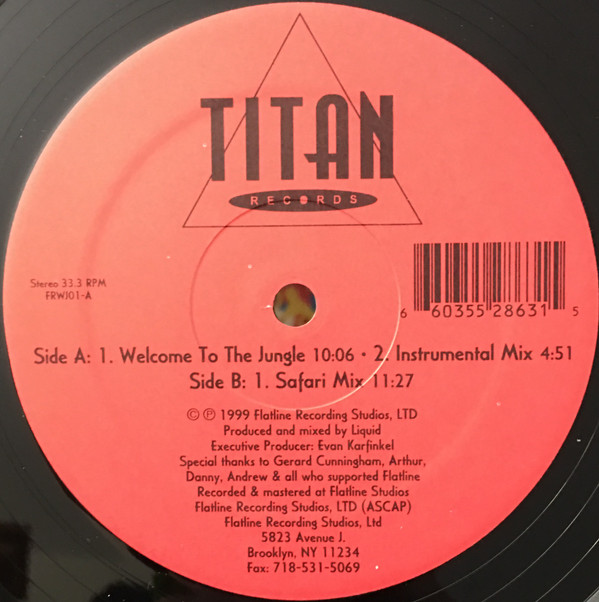 TITAN
RECORDS
Stereo 33.3 RPM
FRWJ01-A
6 60355 28631 5
Side A: 1. Welcome To The Jungle 10:06 • 2. Instrumental Mix 4:51
Side B: 1. Safari Mix 11:27
© ℗ 1999 Flatline Recording Studios, LTD
Produced and mixed by Liquid
Executive Producer: Evan Karfinkel
Special thanks to Gerard Cunningham, Arthur,
Danny, Andrew & all who supported Flatline
Recorded & mastered at Flatline Studios
Flatline Recording Studios, LTD (ASCAP)
Flatline Recording Studios, Ltd
5823 Avenue J.
Brooklyn, NY 11234
Fax: 718-531-5069